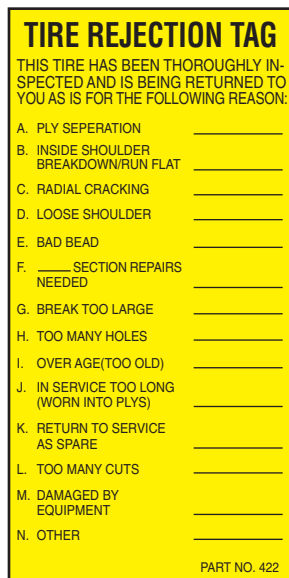 TIRE REJECTION TAG
THIS TIRE HAS BEEN THOROUGHLY IN-
SPECTED AND IS BEING RETURNED TO
YOU AS IS FOR THE FOLLOWING REASON:
A. PLY SEPERATION
B. INSIDE SHOULDER
BREAKDOWN/RUN FLAT
C. RADIAL CRACKING
D. LOOSE SHOULDER
E. BAD BEAD
F. ____ SECTION REPAIRS
NEEDED
G. BREAK TOO LARGE
H. TOO MANY HOLES
I. OVER AGE(TOO OLD)
J. IN SERVICE TOO LONG
(WORN INTO PLYS)
K. RETURN TO SERVICE
AS SPARE
L. TOO MANY CUTS
M. DAMAGED BY
EQUIPMENT
N. OTHER
PART NO. 422